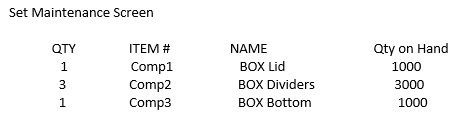 Set Maintenance Screen
QTY ITEM # NAME Qty on Hand
1 Comp1 BOX Lid 1000
3 Comp2 BOX Dividers 3000
1 Comp3 BOX Bottom 1000